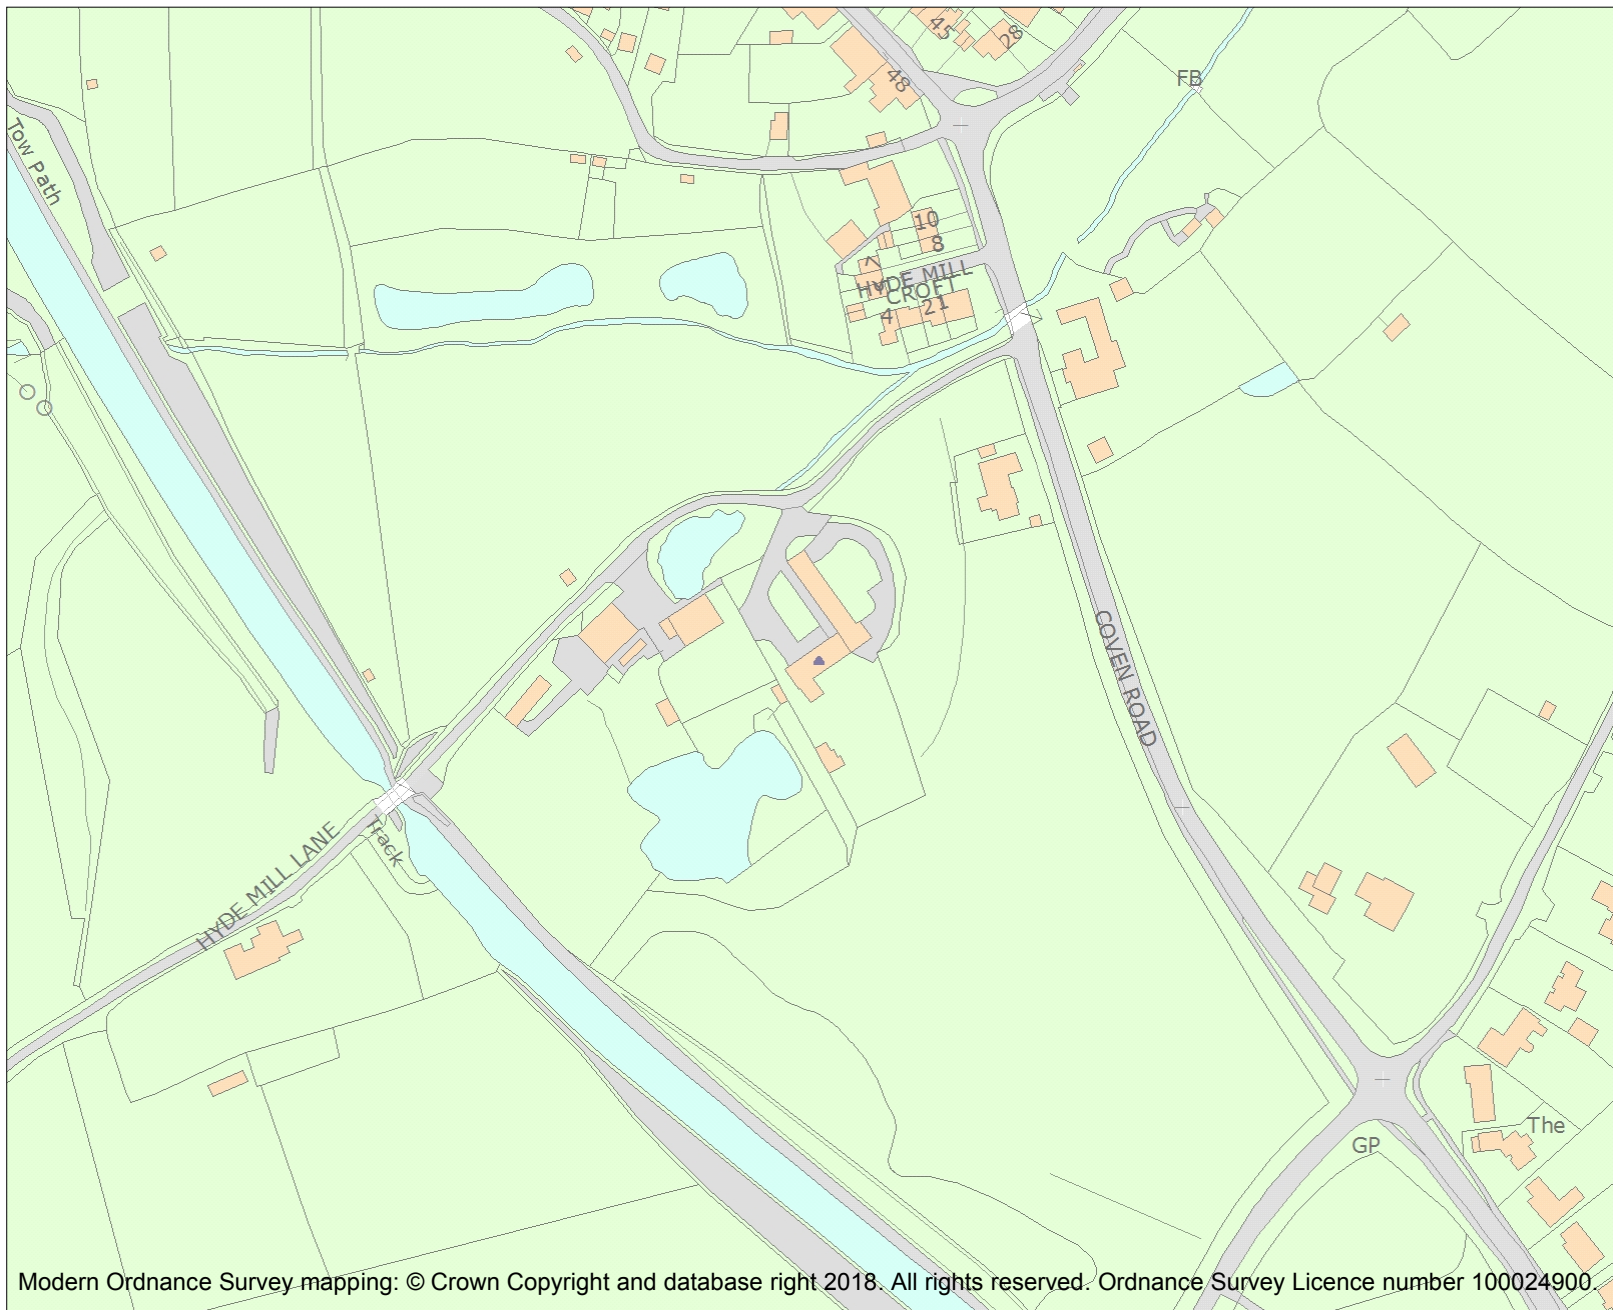 45
28
48
FB
Tow Path
10
8
7
HYDE MILL
CROFT
4
21
COVEN ROAD
Track
HYDE MILL LANE
The
GP
Modern Ordnance Survey mapping: © Crown Copyright and database right 2018. All rights reserved. Ordnance Survey Licence number 100024900.